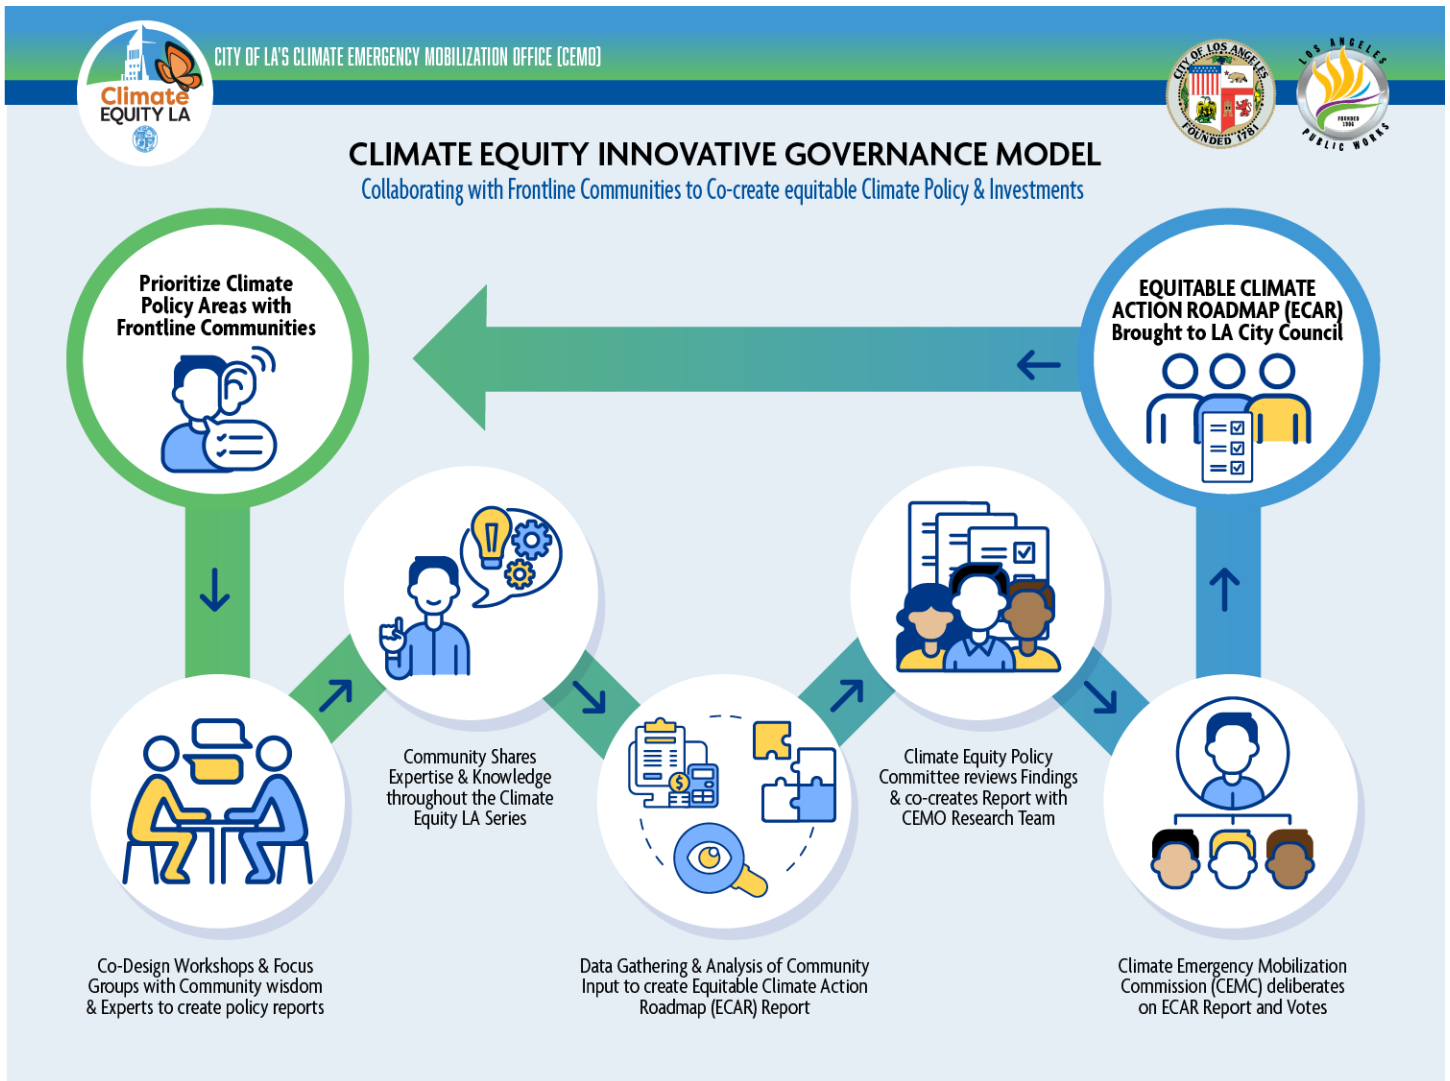 CITY OF LA'S CLIMATE EMERGENCY MOBILIZATION OFFICE (CEMO)
Climate
EQUITY LA
CITY OF LOS ANGELES
FOUNDED 1781
LOS ANGELES
FOUNDED
1906
PUBLIC WORKS
CLIMATE EQUITY INNOVATIVE GOVERNANCE MODEL
Collaborating with Frontline Communities to Co-create equitable Climate Policy & Investments
Prioritize Climate
Policy Areas with
Frontline Communities
EQUITABLE CLIMATE
ACTION ROADMAP (ECAR)
Brought to LA City Council
Community Shares
Expertise & Knowledge
throughout the Climate
Equity LA Series
$
Climate Equity Policy
Committee reviews Findings
& co-creates Report with
CEMO Research Team
Co-Design Workshops & Focus
Groups with Community wisdom
& Experts to create policy reports
Data Gathering & Analysis of Community
Input to create Equitable Climate Action
Roadmap (ECAR) Report
Climate Emergency Mobilization
Commission (CEMC) deliberates
on ECAR Report and Votes